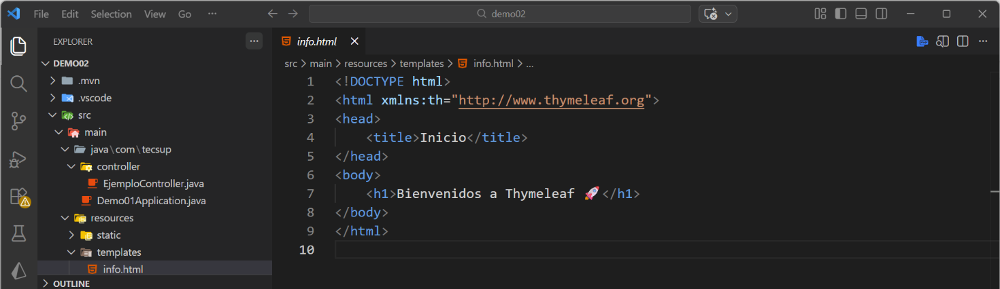 File Edit Selection View Go ··· demo02
EXPLORER ···
info.html
DEMO02
src > main > resources > templates > info.html > ...
.mvn
.vscode
src
main
java\com\tecsup
controller
EjemploController.java
Demo01Application.java
resources
static
templates
info.html
OUTLINE
1 <!DOCTYPE html>
2 <html xmlns:th="http://www.thymeleaf.org">
3 <head>
4 <title>Inicio</title>
5 </head>
6 <body>
7 <h1>Bienvenidos a Thymeleaf 🚀</h1>
8 </body>
9 </html>
10